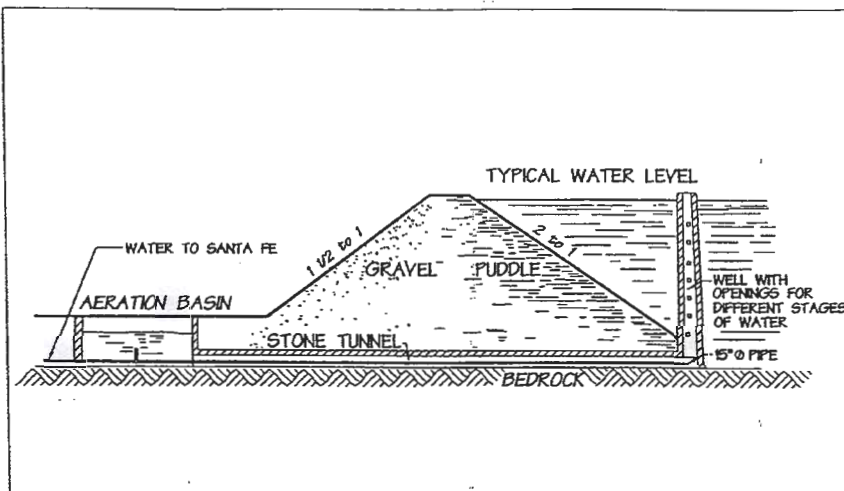 TYPICAL WATER LEVEL
WATER TO SANTA FE
1 1/2 to 1
2 to 1
GRAVEL
PUDDLE
WELL WITH
OPENINGS FOR
DIFFERENT STAGES
OF WATER
AERATION BASIN
STONE TUNNEL
15"Ø PIPE
BEDROCK